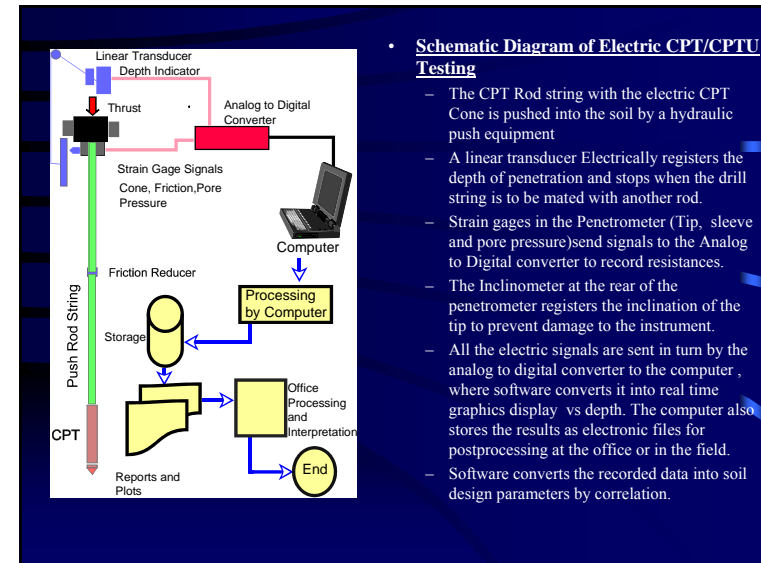 Linear Transducer
Depth Indicator
Thrust
Analog to Digital
Converter
Strain Gage Signals
Cone, Friction,Pore
Pressure
Computer
Friction Reducer
Processing
by Computer
Push Rod String
Storage
Office
Processing
and
Interpretation
CPT
End
Reports and
Plots
• Schematic Diagram of Electric CPT/CPTU
Testing
– The CPT Rod string with the electric CPT
Cone is pushed into the soil by a hydraulic
push equipment
– A linear transducer Electrically registers the
depth of penetration and stops when the drill
string is to be mated with another rod.
– Strain gages in the Penetrometer (Tip, sleeve
and pore pressure)send signals to the Analog
to Digital converter to record resistances.
– The Inclinometer at the rear of the
penetrometer registers the inclination of the
tip to prevent damage to the instrument.
– All the electric signals are sent in turn by the
analog to digital converter to the computer ,
where software converts it into real time
graphics display vs depth. The computer also
stores the results as electronic files for
postprocessing at the office or in the field.
– Software converts the recorded data into soil
design parameters by correlation.